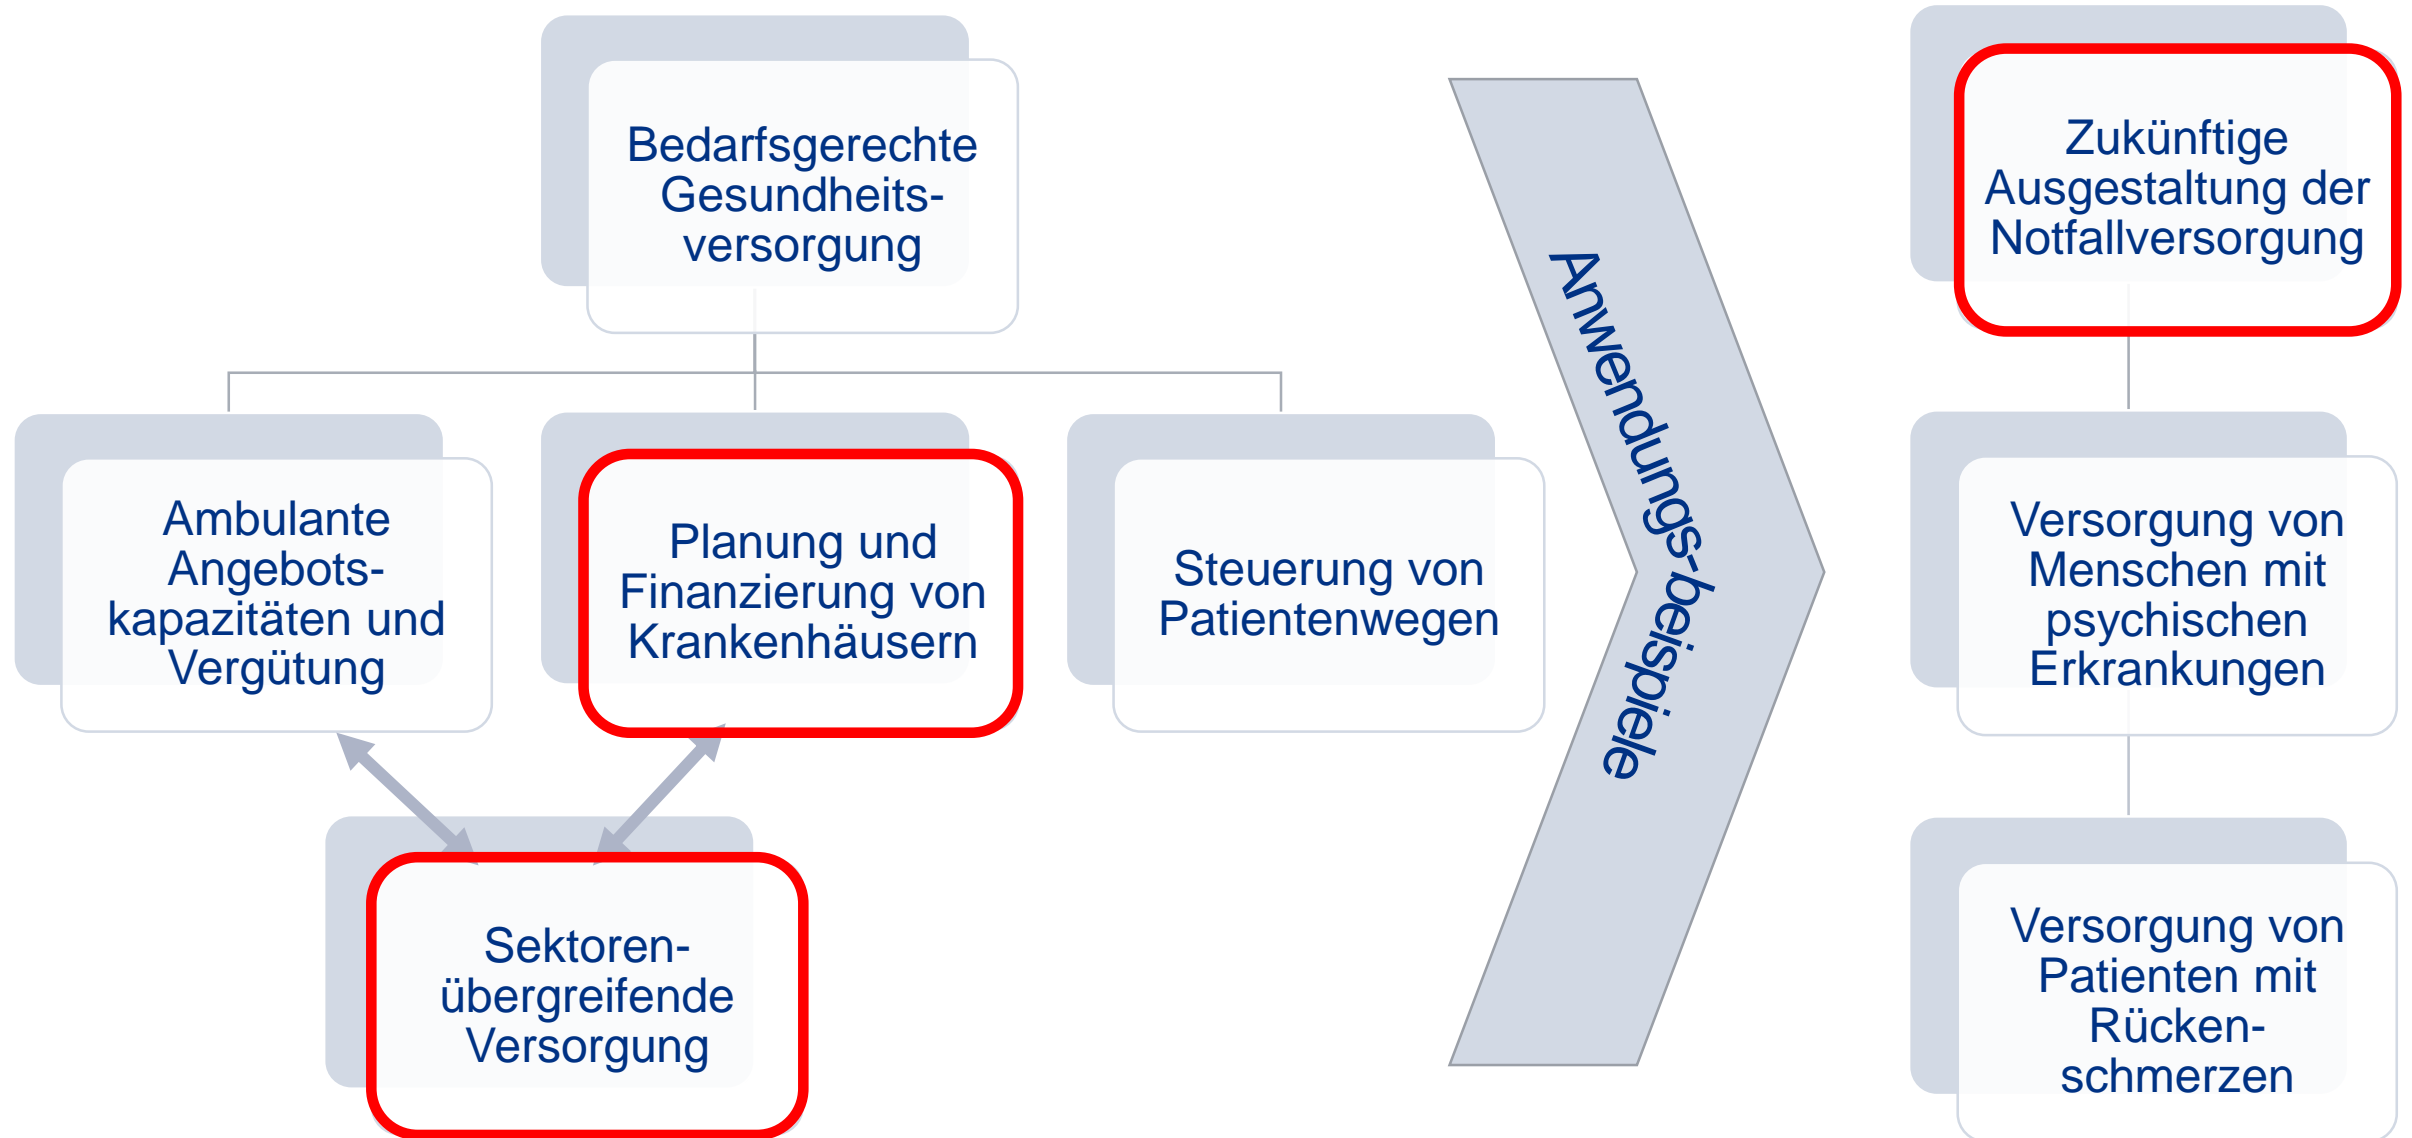 Bedarfsgerechte
Gesundheits-
versorgung
Ambulante
Angebots-
kapazitäten und
Vergütung
Planung und
Finanzierung von
Krankenhäusern
Steuerung von
Patientenwegen
Sektoren-
übergreifende
Versorgung
Anwendungs-beispiele
Zukünftige
Ausgestaltung der
Notfallversorgung
Versorgung von
Menschen mit
psychischen
Erkrankungen
Versorgung von
Patienten mit
Rücken-
schmerzen